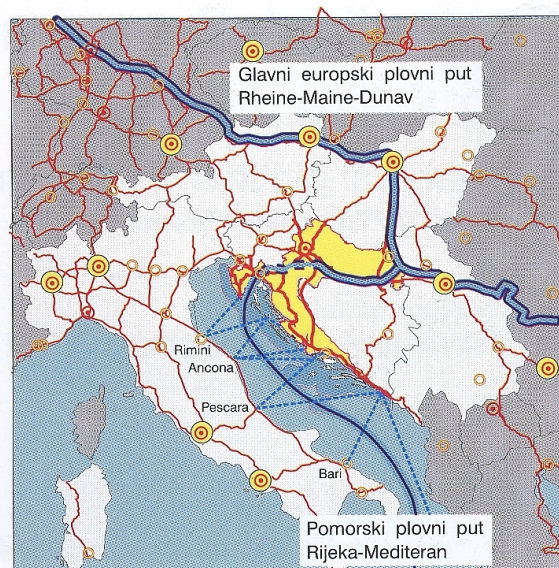 Glavni europski plovni put
Rheine-Maine-Dunav
Rimini
Ancona
Pescara
Bari
Pomorski plovni put
Rijeka-Mediteran